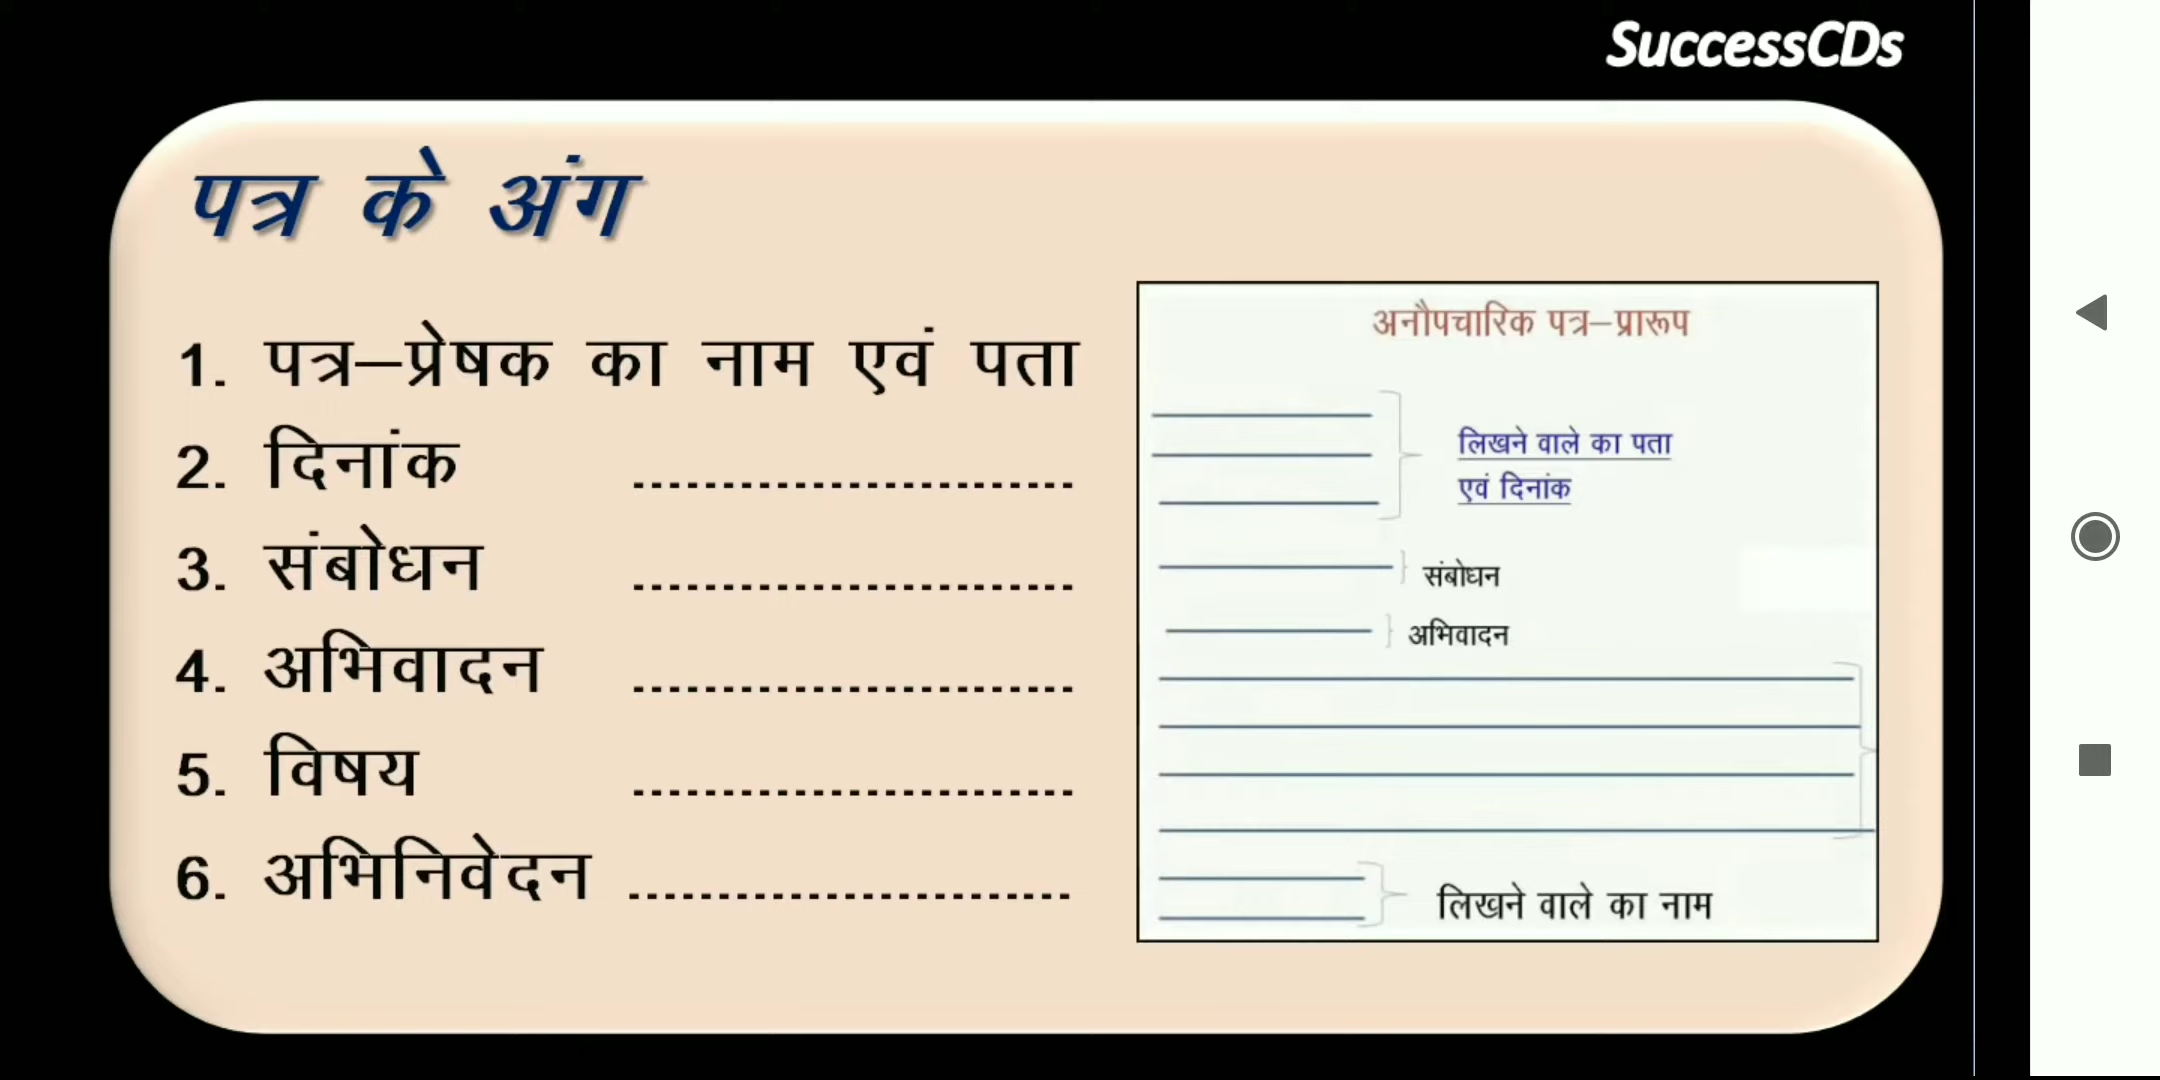 SuccessCDs
पत्र के अंग
1. पत्र–प्रेषक का नाम एवं पता
2. दिनांक ........................
3. संबोधन ........................
4. अभिवादन ........................
5. विषय ........................
6. अभिनिवेदन ........................
अनौपचारिक पत्र–प्रारूप
लिखने वाले का पता
एवं दिनांक
संबोधन
अभिवादन
लिखने वाले का नाम